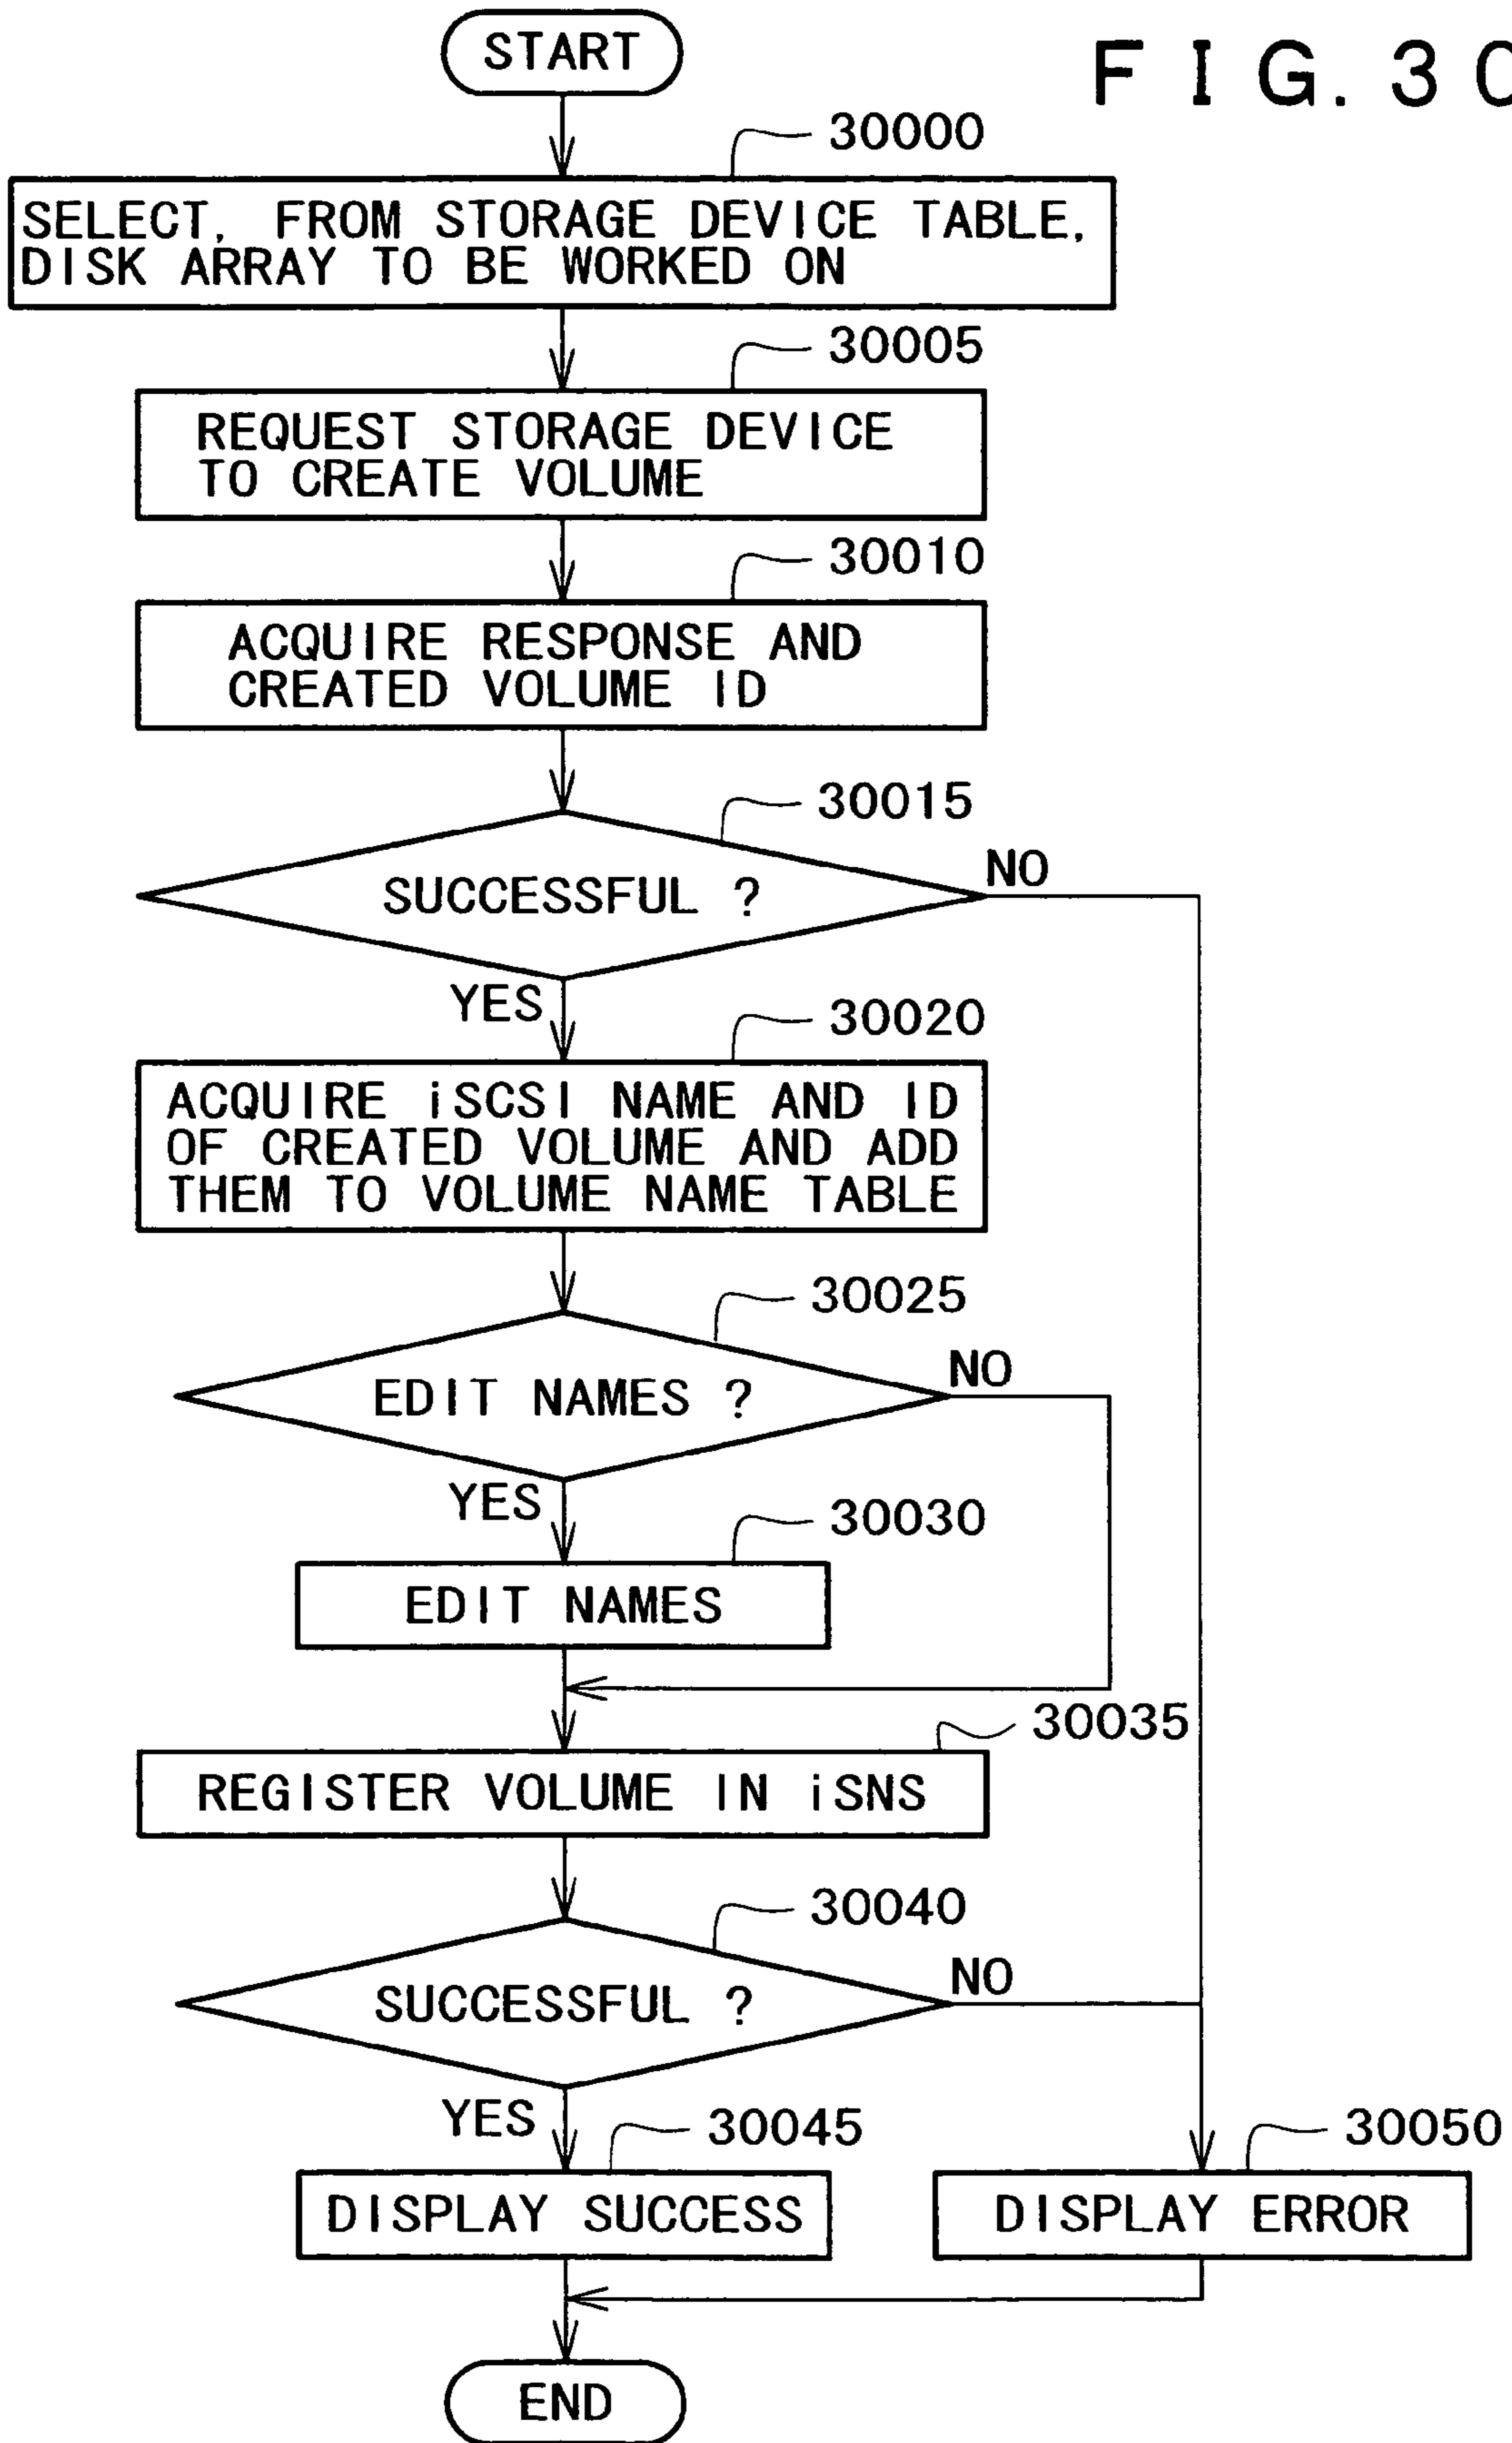 START
FIG. 30
30000
SELECT, FROM STORAGE DEVICE TABLE,
DISK ARRAY TO BE WORKED ON
30005
REQUEST STORAGE DEVICE
TO CREATE VOLUME
30010
ACQUIRE RESPONSE AND
CREATED VOLUME ID
30015
SUCCESSFUL ?
NO
YES
30020
ACQUIRE iSCSI NAME AND ID
OF CREATED VOLUME AND ADD
THEM TO VOLUME NAME TABLE
30025
EDIT NAMES ?
NO
YES
30030
EDIT NAMES
30035
REGISTER VOLUME IN iSNS
30040
SUCCESSFUL ?
NO
YES
30045
30050
DISPLAY SUCCESS
DISPLAY ERROR
END